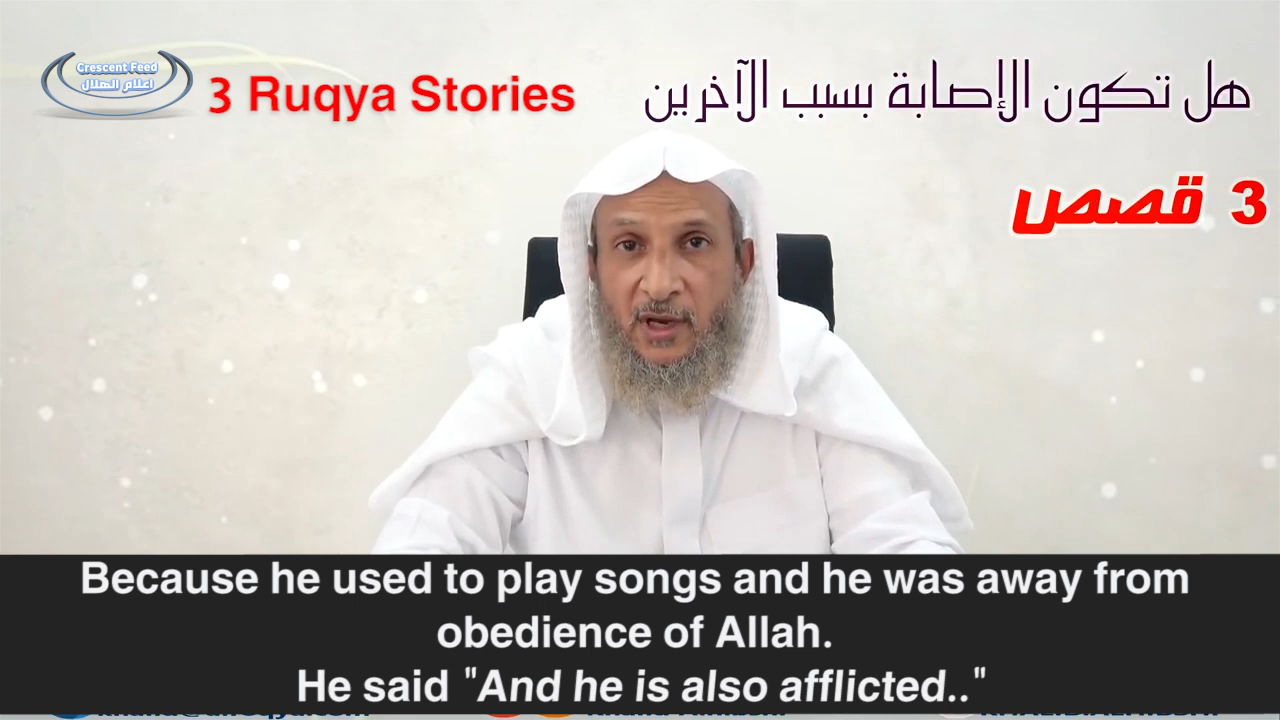 Crescent Feed
اعلام الهلال
3 Ruqya Stories
هل تكون الإصابة بسبب الآخرين
3 قصص
Because he used to play songs and he was away from
obedience of Allah.
He said "And he is also afflicted.."